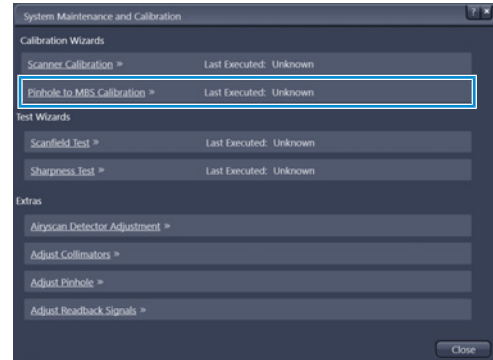 System Maintenance and Calibration
? ×
Calibration Wizards
Scanner Calibration » Last Executed: Unknown
Pinhole to MBS Calibration » Last Executed: Unknown
Test Wizards
Scanfield Test » Last Executed: Unknown
Sharpness Test » Last Executed: Unknown
Extras
Airyscan Detector Adjustment »
Adjust Collimators »
Adjust Pinhole »
Adjust Readback Signals »
Close